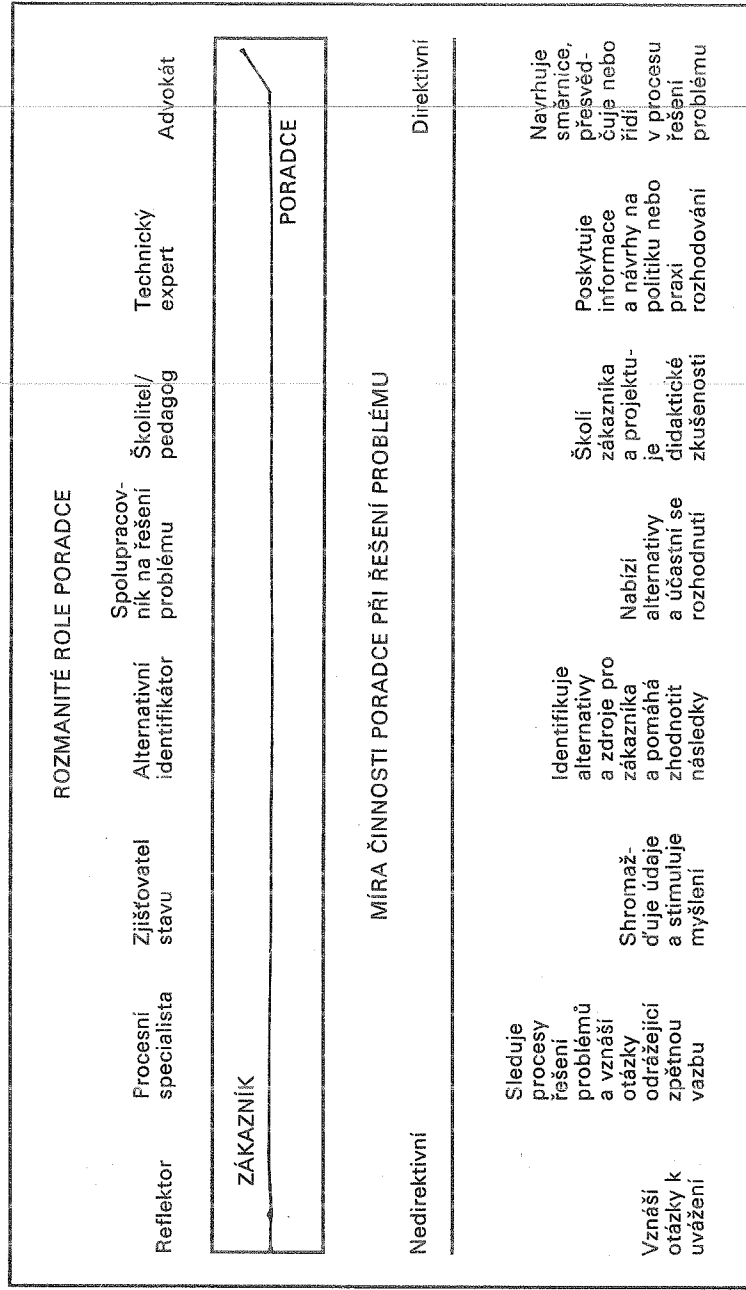 ROZMANITÉ ROLE PORADCE
Reflektor
Procesní
specialista
Zjišťovatel
stavu
Alternativní
identifikátor
Spolupracov-
ník na řešení
problému
Školitel/
pedagog
Technický
expert
Advokát
ZÁKAZNÍK
PORADCE
MÍRA ČINNOSTI PORADCE PŘI ŘEŠENÍ PROBLÉMU
Nedirektivní
Direktivní
Vznáší
otázky k
uvážení
Sleduje
procesy
řešení
problémů
a vznáší
otázky
odrážející
zpětnou
vazbu
Shromaž-
ďuje údaje
a stimuluje
myšlení
Identifikuje
alternativy
a zdroje pro
zákazníka
a pomáhá
zhodnotit
následky
Nabízí
alternativy
a účastní se
rozhodnutí
Školí
zákazníka
a projektu-
je
didaktické
zkušenosti
Poskytuje
informace
a návrhy na
politiku nebo
praxi
rozhodování
Navrhuje
směrnice,
přesvěd-
čuje nebo
řídí
v procesu
řešení
problému